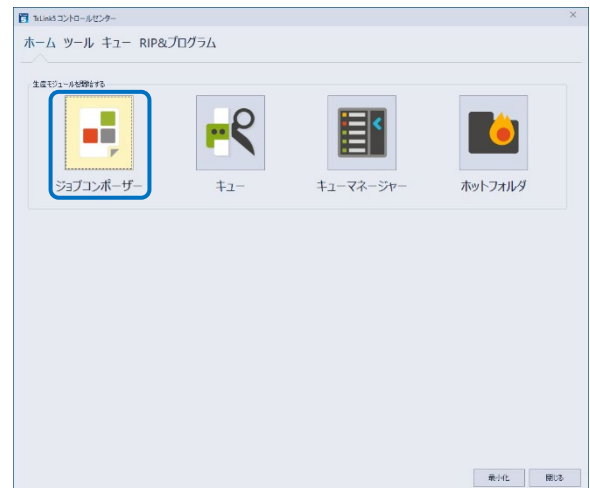 TxLink5 コントロールセンター
ホーム ツール キュー RIP&プログラム
生産モジュールを開始する
ジョブコンポーザー キュー キューマネージャー ホットフォルダ
最小化 閉じる